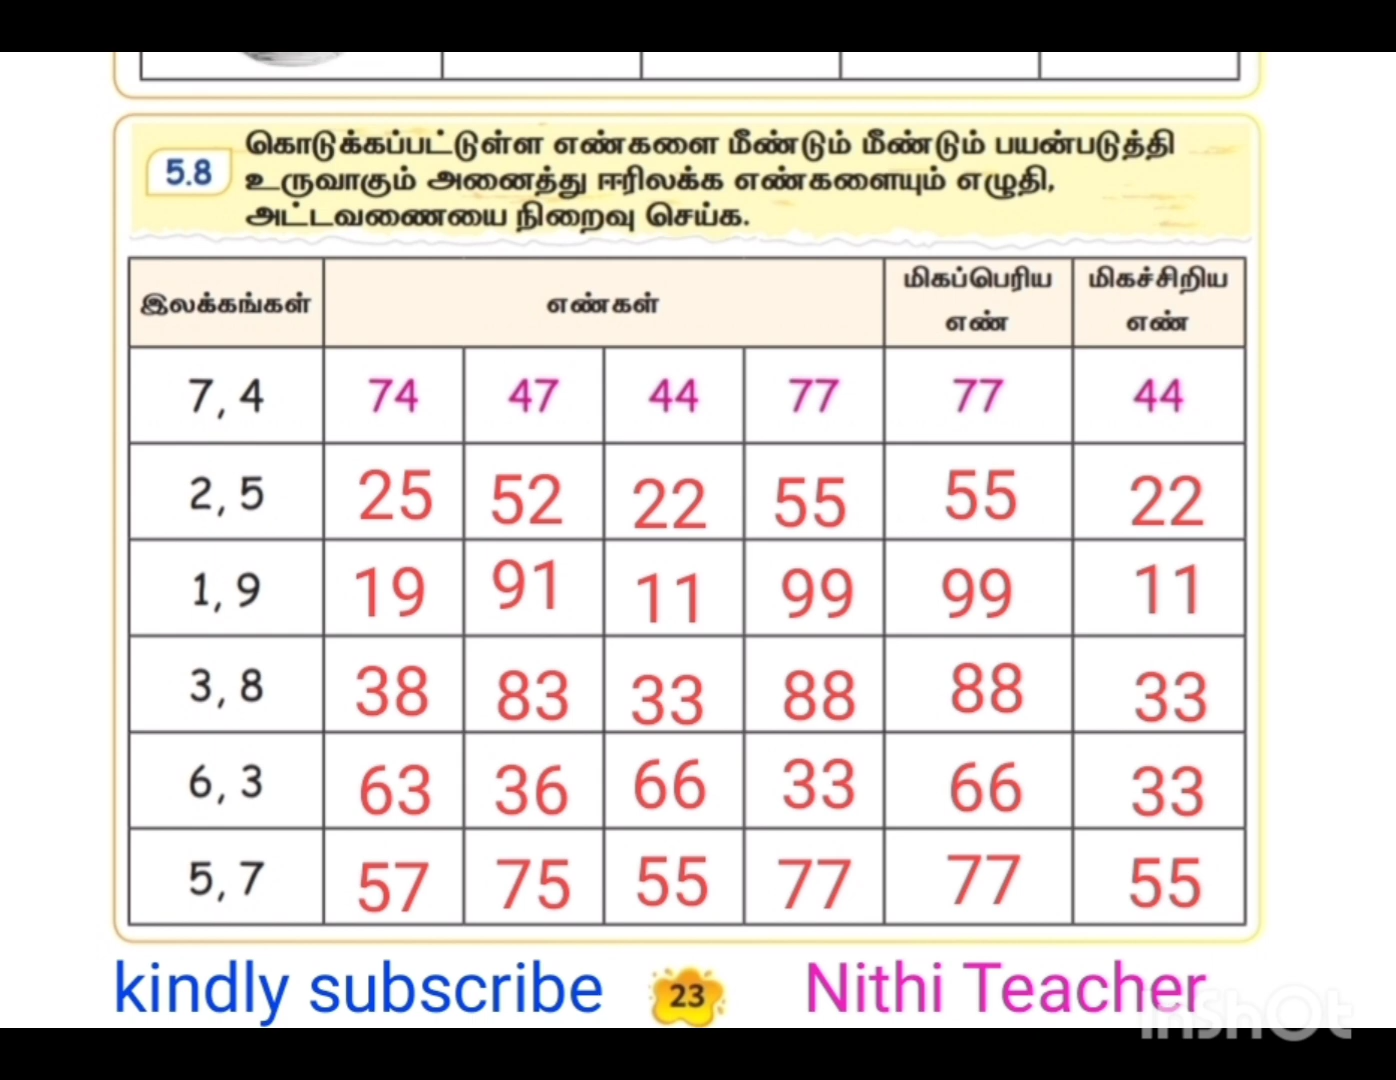 5.8 கொடுக்கப்பட்டுள்ள எண்களை மீண்டும் மீண்டும் பயன்படுத்தி
உருவாகும் அனைத்து ஈரிலக்க எண்களையும் எழுதி,
அட்டவணையை நிறைவு செய்க.
இலக்கங்கள் எண்கள் மிகப்பெரிய எண் மிகச்சிறிய எண்
7, 4 74 47 44 77 77 44
2, 5 25 52 22 55 55 22
1, 9 19 91 11 99 99 11
3, 8 38 83 33 88 88 33
6, 3 63 36 66 33 66 33
5, 7 57 75 55 77 77 55
kindly subscribe 23 Nithi Teacher
InShOt